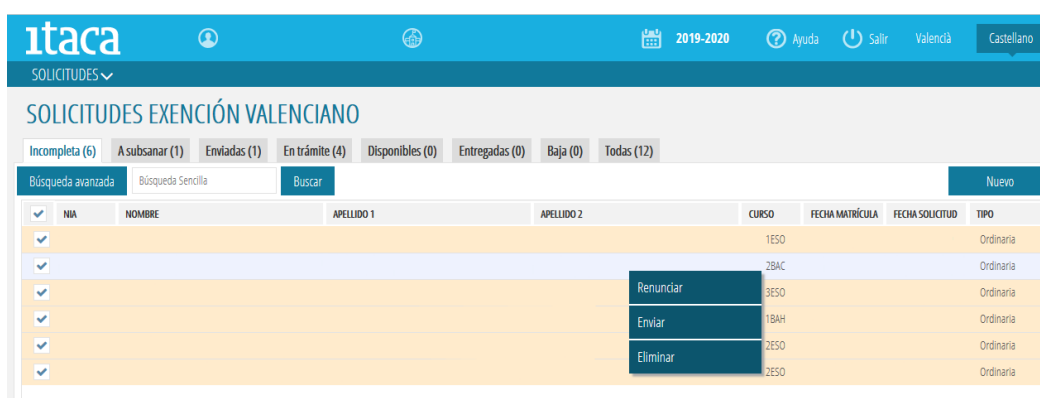 ıtaca
2019-2020
? Ayuda
Salir
Valencià
Castellano
SOLICITUDES
SOLICITUDES EXENCIÓN VALENCIANO
Incompleta (6) A subsanar (1) Enviadas (1) En trámite (4) Disponibles (0) Entregadas (0) Baja (0) Todas (12)
Búsqueda avanzada Búsqueda Sencilla Buscar Nuevo
NIA NOMBRE APELLIDO 1 APELLIDO 2 CURSO FECHA MATRÍCULA FECHA SOLICITUD TIPO
1ESO Ordinaria
2BAC Ordinaria
3ESO Ordinaria
1BAH Ordinaria
2ESO Ordinaria
2ESO Ordinaria
Renunciar
Enviar
Eliminar